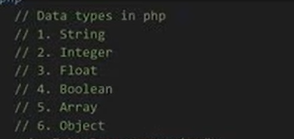 // Data types in php
// 1. String
// 2. Integer
// 3. Float
// 4. Boolean
// 5. Array
// 6. Object